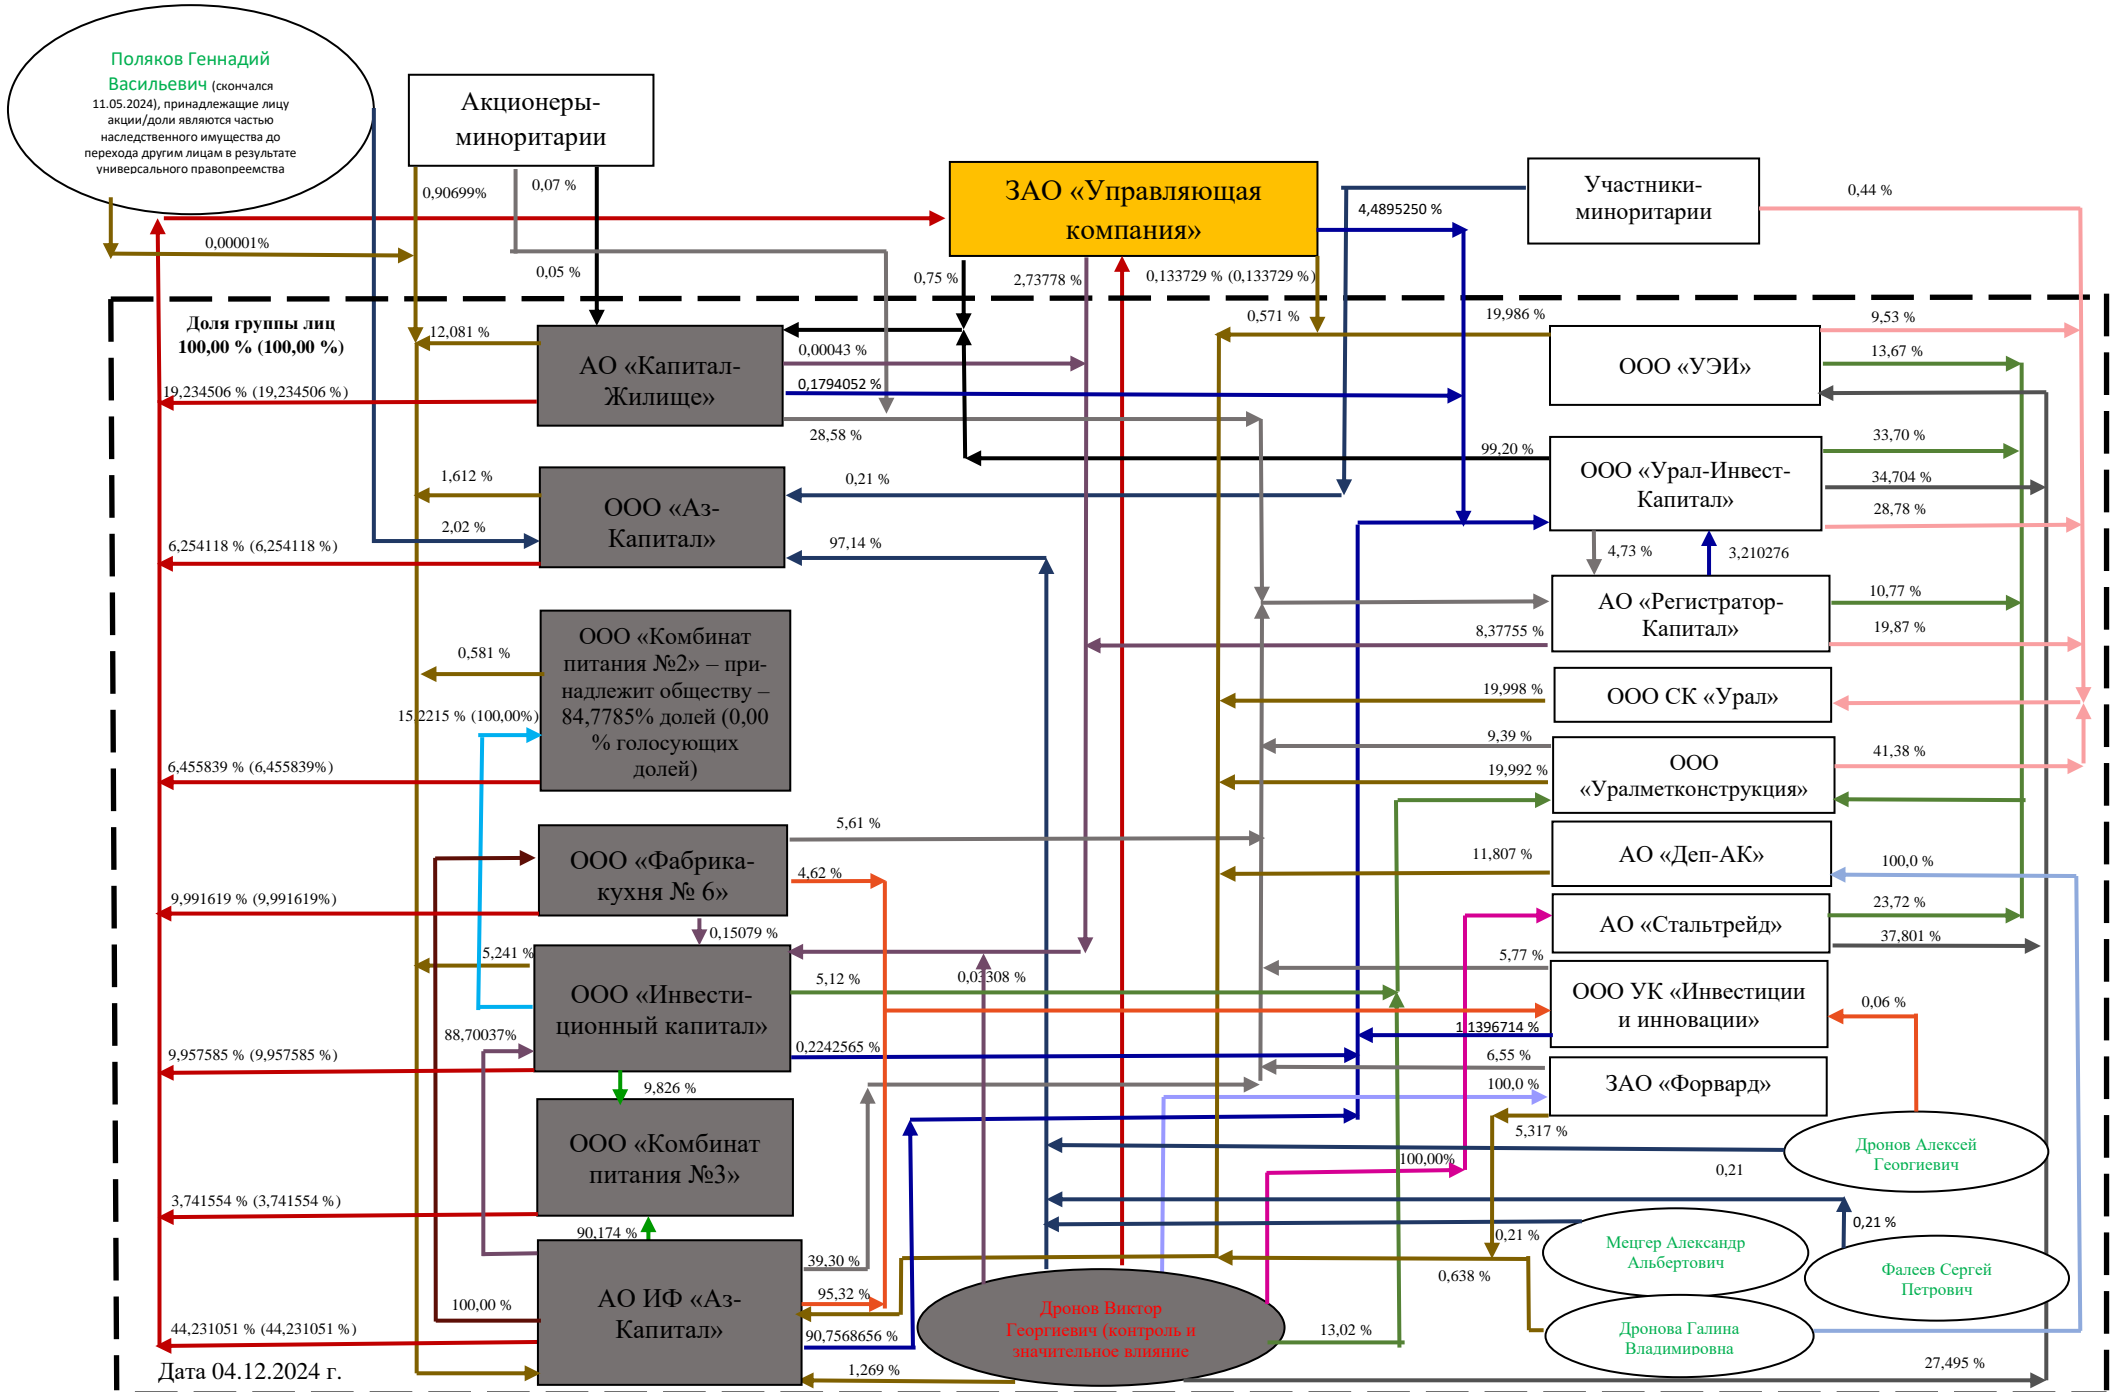 Поляков Геннадий
Васильевич (скончался
11.05.2024), принадлежащие лицу
акции/доли являются частью
наследственного имущества до
перехода другим лицам в результате
универсального правопреемства
Акционеры-
миноритарии
ЗАО «Управляющая
компания»
Участники-
миноритарии
0,90699%
0,07 %
0,05 %
0,00001%
4,4895250 %
0,44 %
0,75 %
2,73778 %
0,133729 % (0,133729 %)
Доля группы лиц
100,00 % (100,00 %)
12,081 %
АО «Капитал-
Жилище»
0,00043 %
0,1794052 %
28,58 %
19,234506 % (19,234506 %)
0,571 %
19,986 %
ООО «УЭИ»
9,53 %
13,67 %
99,20 %
ООО «Урал-Инвест-
Капитал»
33,70 %
34,704 %
28,78 %
1,612 %
ООО «Аз-
Капитал»
0,21 %
2,02 %
97,14 %
6,254118 % (6,254118 %)
4,73 %
3,210276
АО «Регистратор-
Капитал»
10,77 %
19,87 %
8,37755 %
ООО «Комбинат
питания №2» – при-
надлежит обществу –
84,7785% долей (0,00
% голосующих
долей)
0,581 %
15,2215 % (100,00%)
6,455839 % (6,455839%)
19,998 %
ООО СК «Урал»
9,39 %
19,992 %
ООО
«Уралметконструкция»
41,38 %
ООО «Фабрика-
кухня № 6»
5,61 %
4,62 %
9,991619 % (9,991619%)
0,15079 %
11,807 %
АО «Деп-АК»
100,0 %
АО «Стальтрейд»
23,72 %
37,801 %
5,241 %
ООО «Инвести-
ционный капитал»
5,12 %
0,03308 %
0,2242565 %
88,70037%
9,957585 % (9,957585 %)
9,826 %
5,77 %
ООО УК «Инвестиции
и инновации»
0,06 %
1,1396714 %
6,55 %
100,0 %
ЗАО «Форвард»
5,317 %
ООО «Комбинат
питания №3»
3,741554 % (3,741554 %)
90,174 %
Дронов Алексей
Георгиевич
0,21
100,00%
0,21 %
0,21 %
Мецгер Александр
Альбертович
Фалеев Сергей
Петрович
0,638 %
Дронова Галина
Владимировна
АО ИФ «Аз-
Капитал»
39,30 %
95,32 %
90,7568656 %
100,00 %
44,231051 % (44,231051 %)
Дронов Виктор
Георгиевич (контроль и
значительное влияние
13,02 %
1,269 %
27,495 %
Дата 04.12.2024 г.